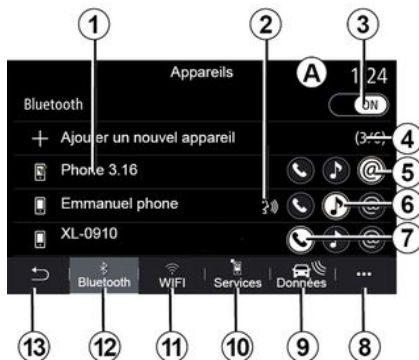 1 2 3
Appareils A 1 24
Bluetooth ON
Ajouter un nouvel appareil (3/6) 4
Phone 3.16 @ 5
Emmanuel phone @ 6
XL-0910 @ 7
Bluetooth WIFI Services Données ...
13 12 11 10 9 8